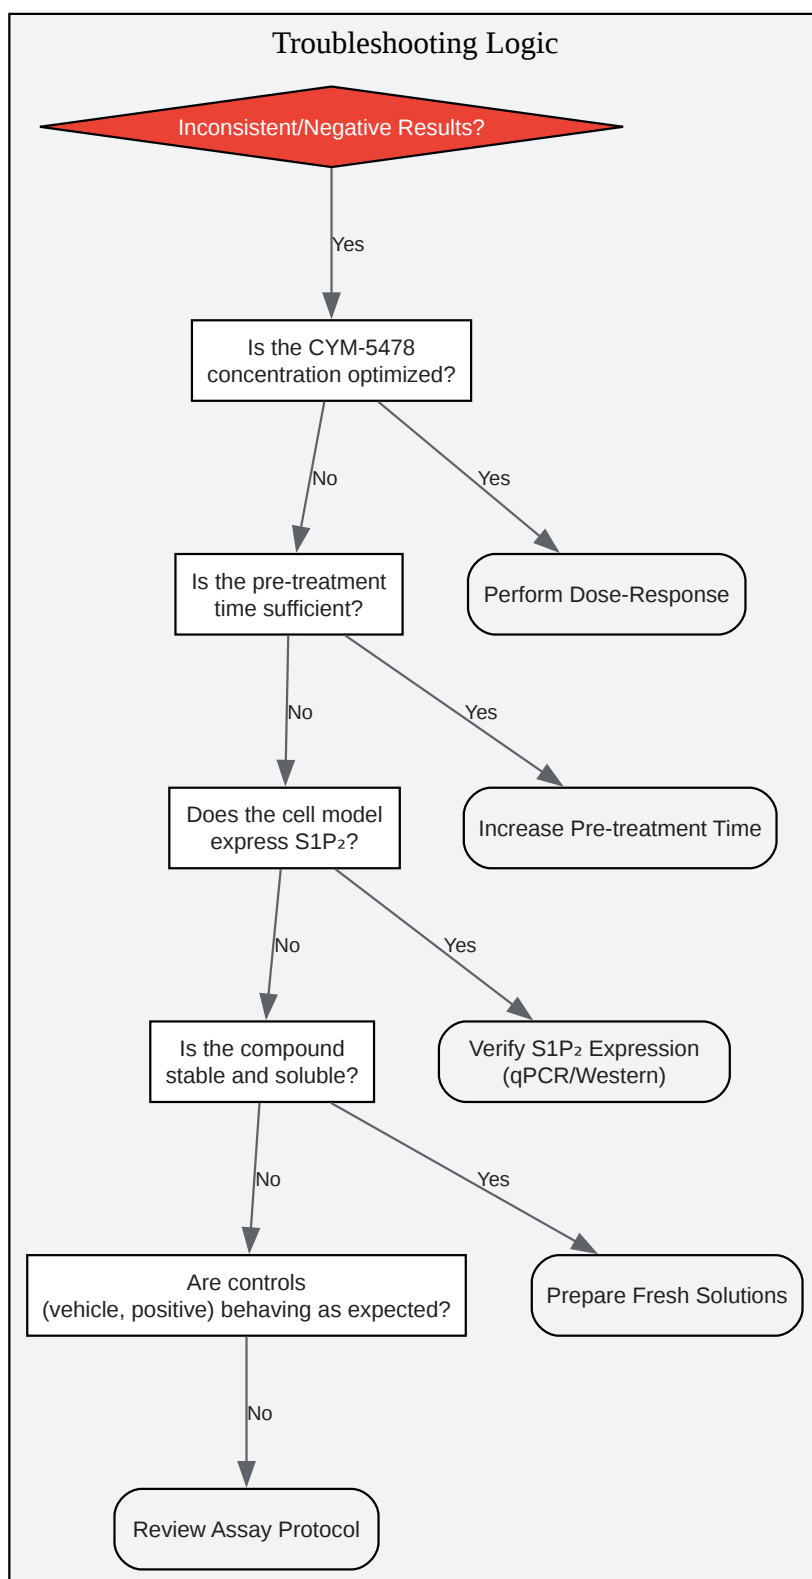 Troubleshooting Logic
Inconsistent/Negative Results?
Yes
Is the CYM-5478
concentration optimized?
No
Yes
Is the pre-treatment
time sufficient?
Perform Dose-Response
No
Yes
Does the cell model
express S1P₂?
Increase Pre-treatment Time
No
Yes
Is the compound
stable and soluble?
Verify S1P₂ Expression
(qPCR/Western)
No
Yes
Are controls
(vehicle, positive) behaving as expected?
Prepare Fresh Solutions
No
Review Assay Protocol